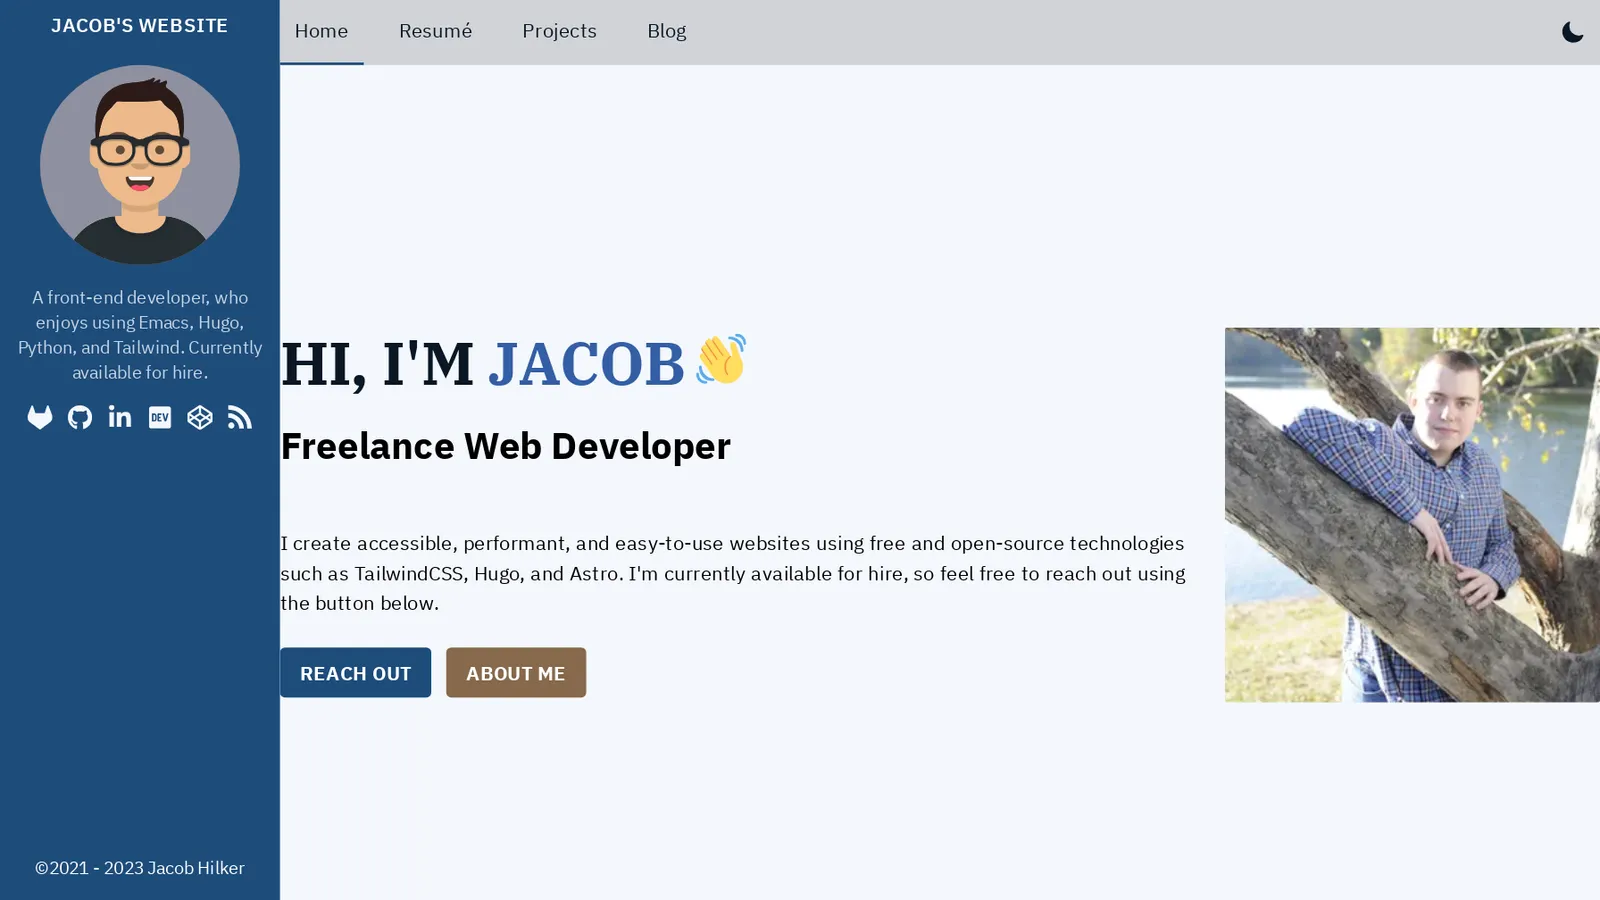 JACOB'S WEBSITE
A front-end developer, who
enjoys using Emacs, Hugo,
Python, and Tailwind. Currently
available for hire.
DEV
©2021 - 2023 Jacob Hilker
Home
Resumé
Projects
Blog
HI, I'M JACOB 👋
Freelance Web Developer
I create accessible, performant, and easy-to-use websites using free and open-source technologies
such as TailwindCSS, Hugo, and Astro. I'm currently available for hire, so feel free to reach out using
the button below.
REACH OUT
ABOUT ME